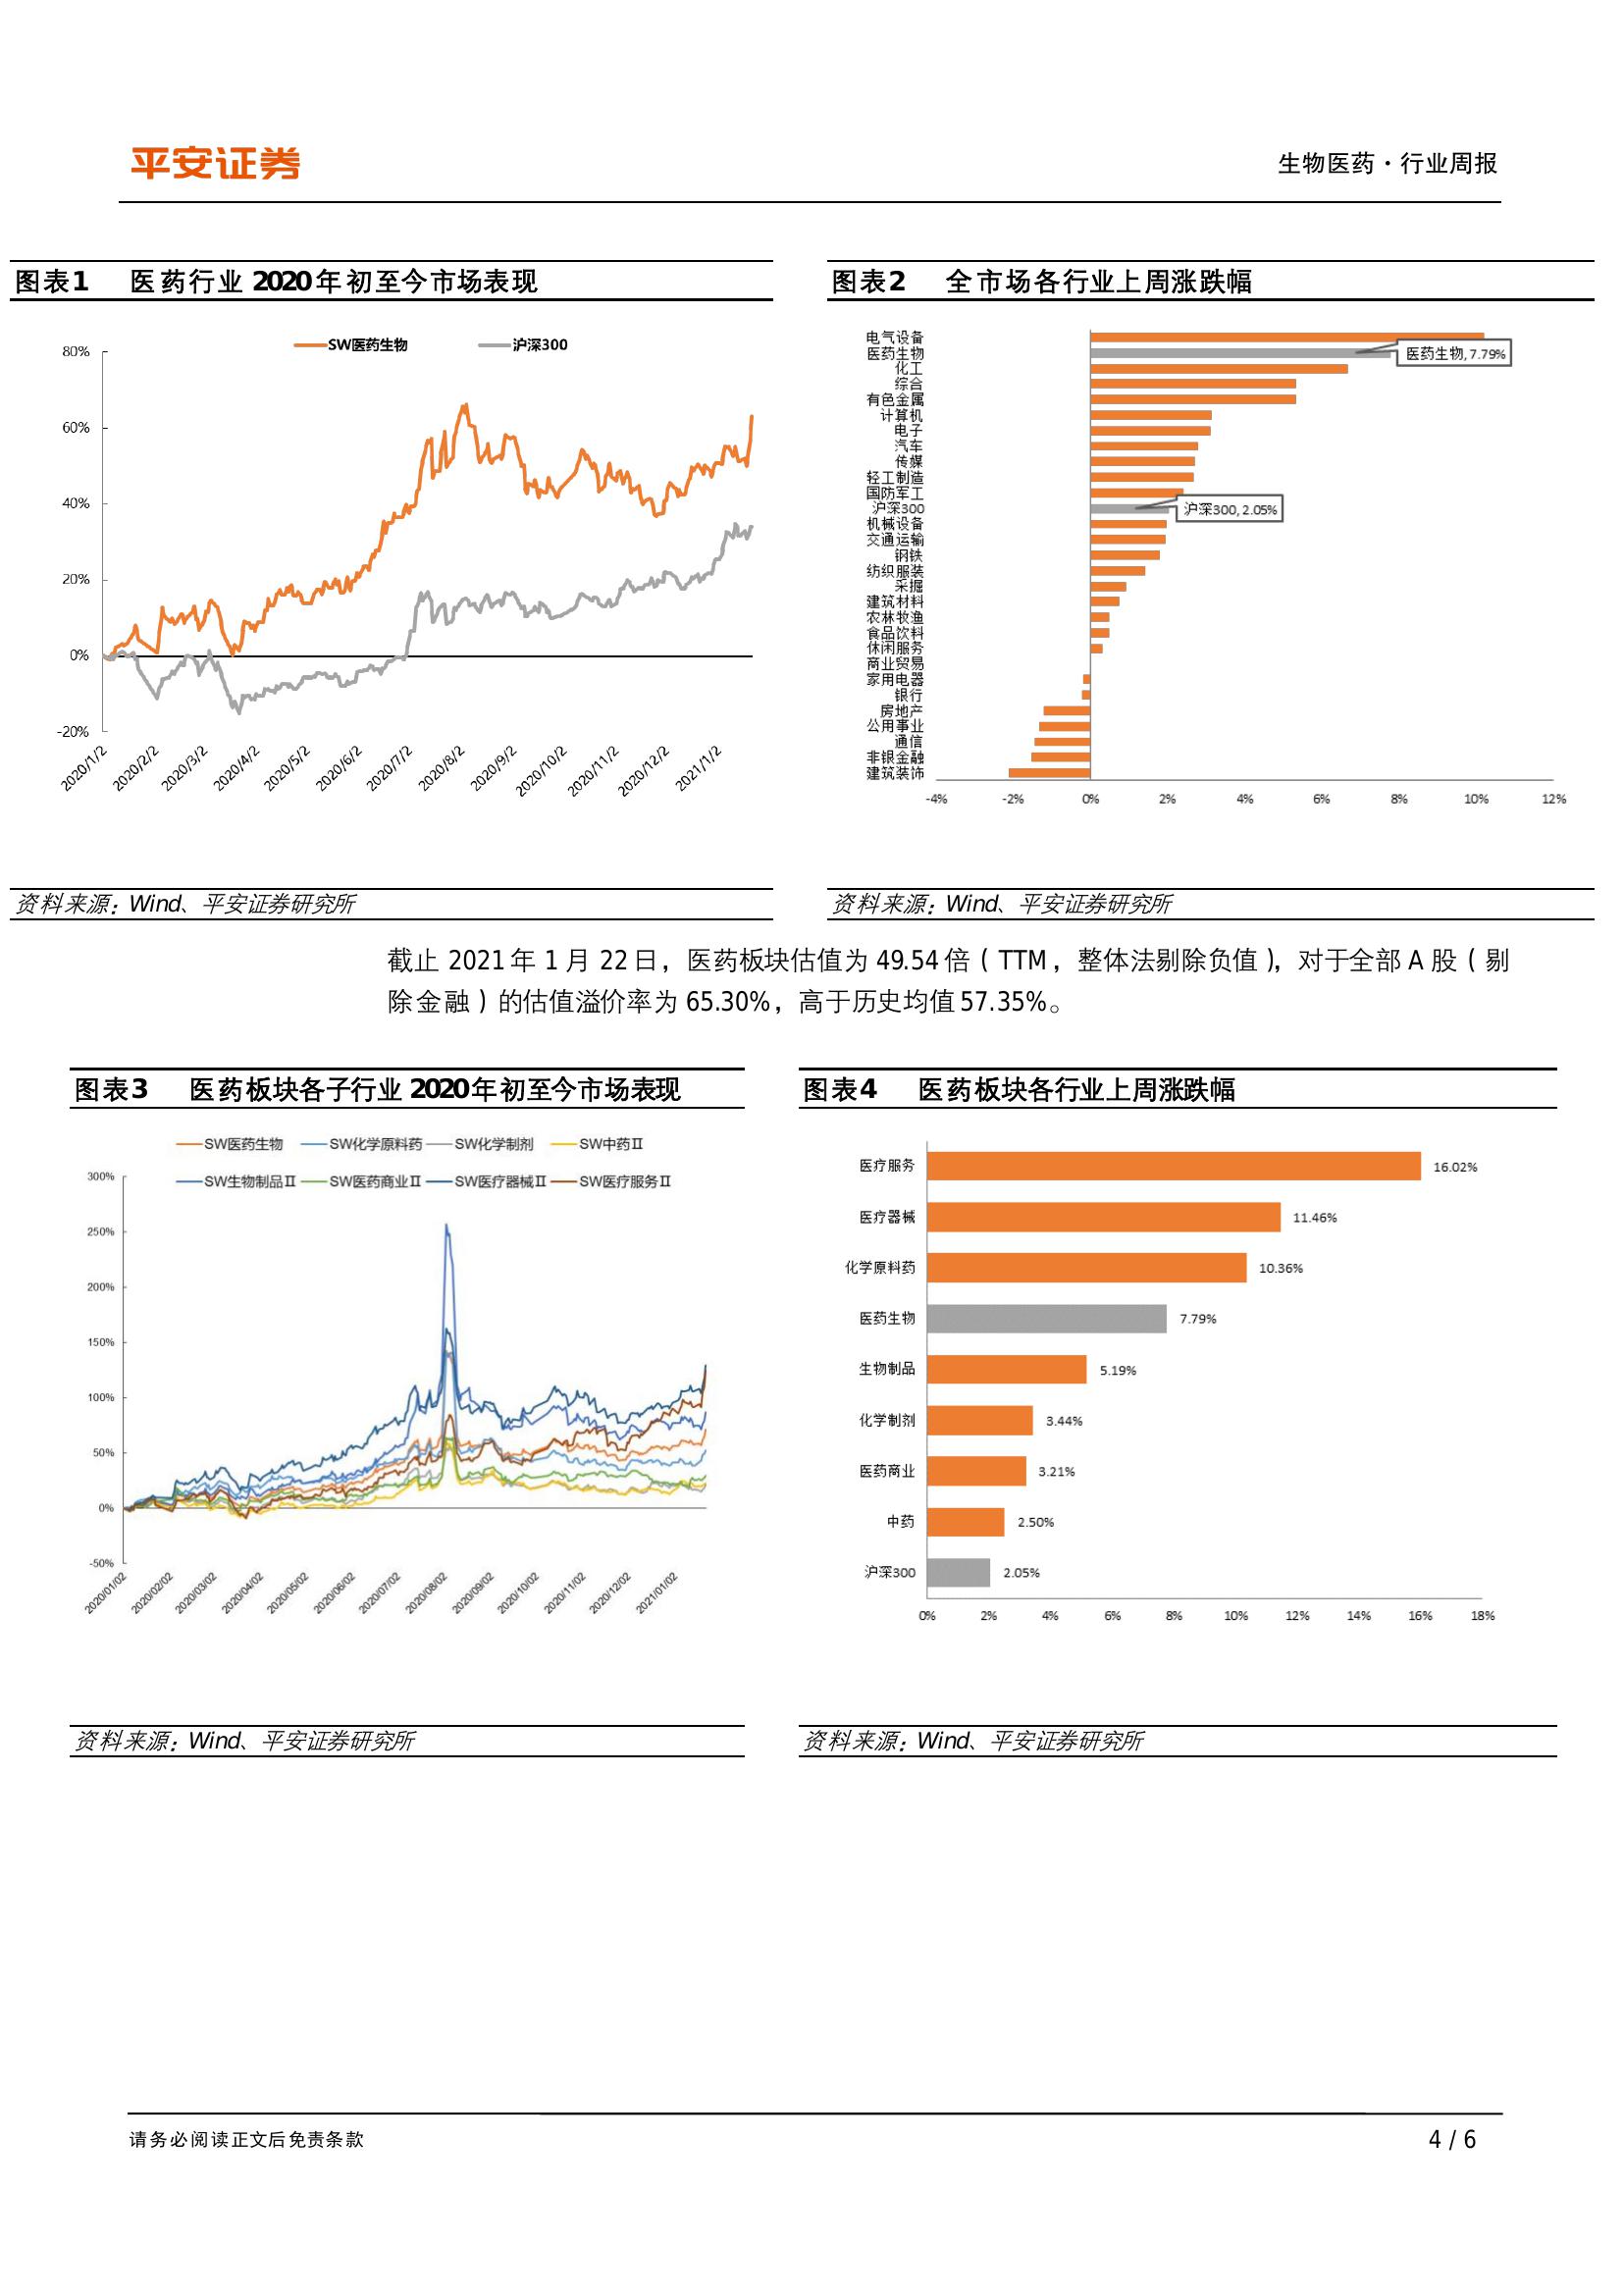 平安证券
生物医药·行业周报
图表1 医药行业 2020年初至今市场表现
SW医药生物 沪深300
80%
60%
40%
20%
0%
-20%
2020/1/2 2020/2/2 2020/3/2 2020/4/2 2020/5/2 2020/6/2 2020/7/2 2020/8/2 2020/9/2 2020/10/2 2020/11/2 2020/12/2 2021/1/2
资料来源：Wind、平安证券研究所
图表2 全市场各行业上周涨跌幅
电气设备
医药生物
医药生物, 7.79%
化工
综合
有色金属
计算机
电子
汽车
传媒
轻工制造
国防军工
沪深300
沪深300, 2.05%
机械设备
交通运输
钢铁
纺织服装
采掘
建筑材料
农林牧渔
食品饮料
休闲服务
商业贸易
家用电器
银行
房地产
公用事业
通信
非银金融
建筑装饰
-4% -2% 0% 2% 4% 6% 8% 10% 12%
资料来源：Wind、平安证券研究所
截止 2021年 1月 22日，医药板块估值为 49.54倍（TTM，整体法剔除负值），对于全部 A 股（剔
除金融）的估值溢价率为 65.30%，高于历史均值57.35%。
图表3 医药板块各子行业 2020年初至今市场表现
SW医药生物 SW化学原料药 SW化学制剂 SW中药Ⅱ
SW生物制品Ⅱ SW医药商业Ⅱ SW医疗器械Ⅱ SW医疗服务Ⅱ
300%
250%
200%
150%
100%
50%
0%
-50%
2020/01/02 2020/02/02 2020/03/02 2020/04/02 2020/05/02 2020/06/02 2020/07/02 2020/08/02 2020/09/02 2020/10/02 2020/11/02 2020/12/02 2021/01/02
资料来源：Wind、平安证券研究所
图表4 医药板块各行业上周涨跌幅
医疗服务 16.02%
医疗器械 11.46%
化学原料药 10.36%
医药生物 7.79%
生物制品 5.19%
化学制剂 3.44%
医药商业 3.21%
中药 2.50%
沪深300 2.05%
0% 2% 4% 6% 8% 10% 12% 14% 16% 18%
资料来源：Wind、平安证券研究所
请务必阅读正文后免责条款
4 / 6